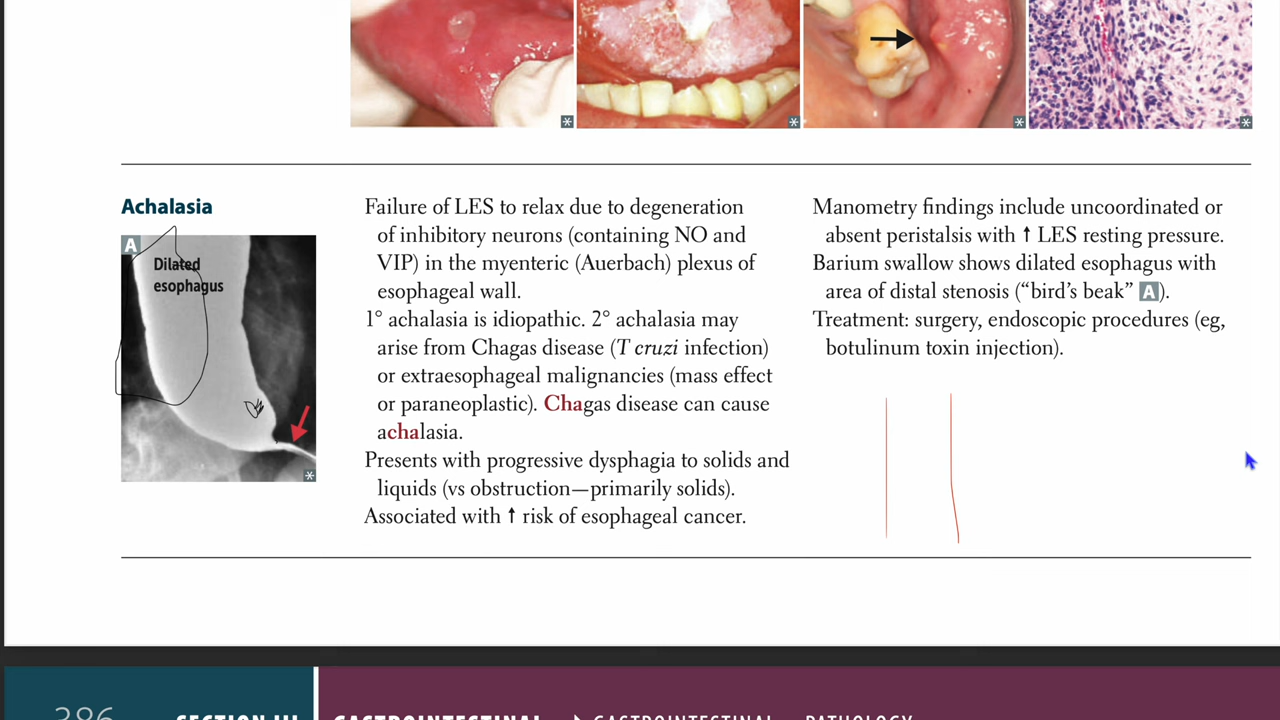 Achalasia
A
Dilated
esophagus
Failure of LES to relax due to degeneration
of inhibitory neurons (containing NO and
VIP) in the myenteric (Auerbach) plexus of
esophageal wall.
1° achalasia is idiopathic. 2° achalasia may
arise from Chagas disease (T cruzi infection)
or extraesophageal malignancies (mass effect
or paraneoplastic). Chagas disease can cause
achalasia.
Presents with progressive dysphagia to solids and
liquids (vs obstruction—primarily solids).
Associated with ↑ risk of esophageal cancer.
Manometry findings include uncoordinated or
absent peristalsis with ↑ LES resting pressure.
Barium swallow shows dilated esophagus with
area of distal stenosis (“bird’s beak” A).
Treatment: surgery, endoscopic procedures (eg,
botulinum toxin injection).
386 SECTION III GASTROINTESTINAL ▶ GASTROINTESTINAL—PATHOLOGY